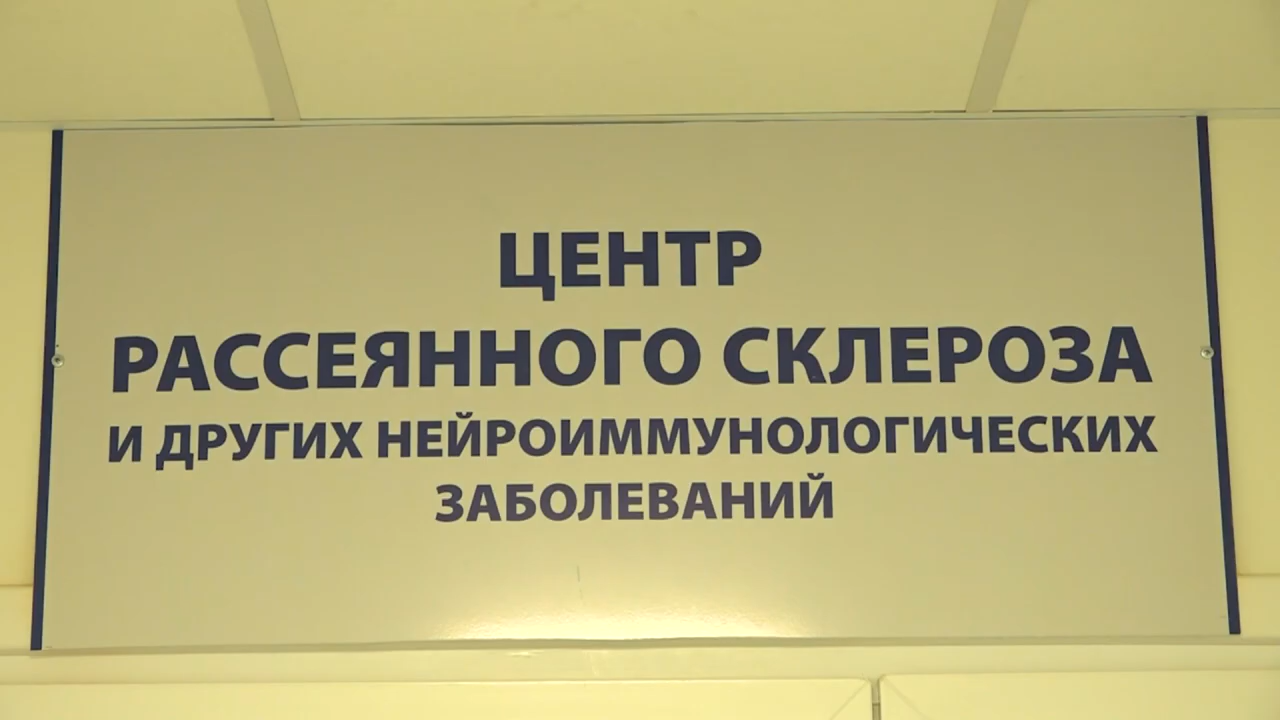 ЦЕНТР
РАССЕЯННОГО СКЛЕРОЗА
И ДРУГИХ НЕЙРОИММУНОЛОГИЧЕСКИХ
ЗАБОЛЕВАНИЙ